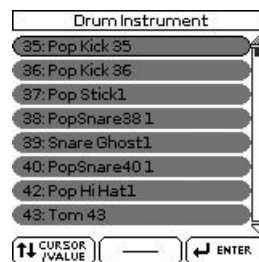 Drum Instrument
35: Pop Kick 35
36: Pop Kick 36
37: Pop Stick1
38: PopSnare38 1
39: Snare Ghost1
40: PopSnare40 1
42: Pop Hi Hat1
43: Tom 43
CURSOR
/VALUE
ENTER